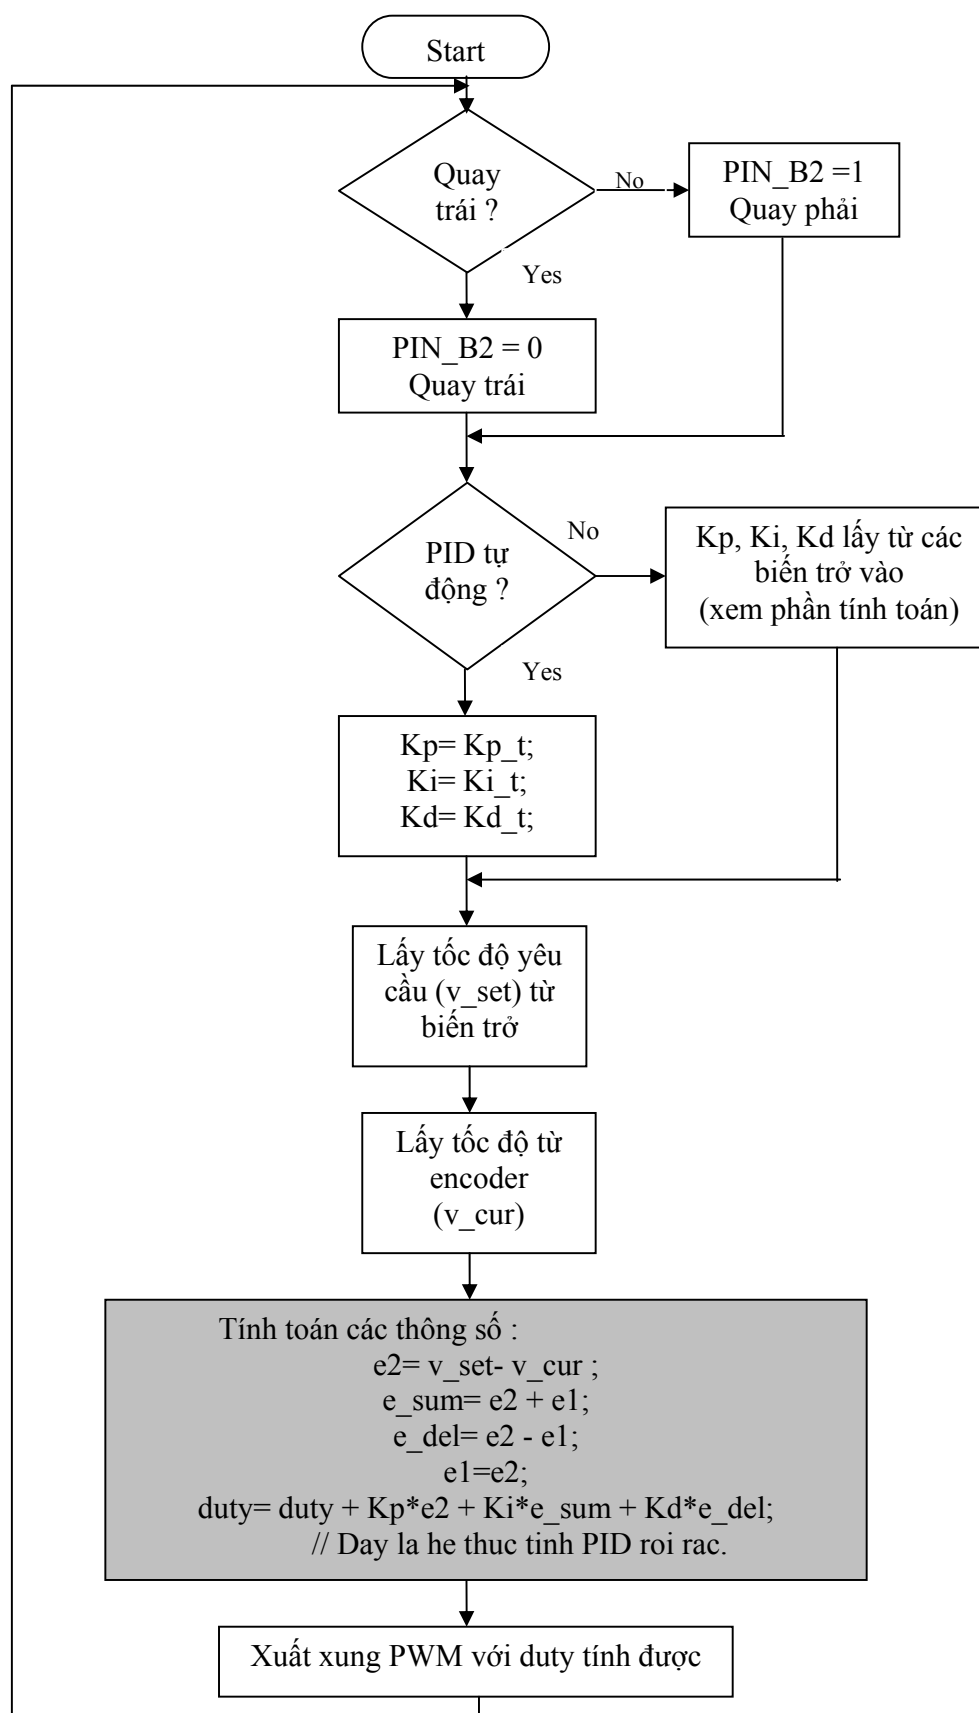 Start
Quay
trái ?
No
PIN_B2 =1
Quay phải
Yes
PIN_B2 = 0
Quay trái
PID tự
động ?
No
Kp, Ki, Kd lấy từ các
biến trở vào
(xem phần tính toán)
Yes
Kp= Kp_t;
Ki= Ki_t;
Kd= Kd_t;
Lấy tốc độ yêu
cầu (v_set) từ
biến trở
Lấy tốc độ từ
encoder
(v_cur)
Tính toán các thông số :
e2= v_set- v_cur ;
e_sum= e2 + e1;
e_del= e2 - e1;
e1=e2;
duty= duty + Kp*e2 + Ki*e_sum + Kd*e_del;
// Day la he thuc tinh PID roi rac.
Xuất xung PWM với duty tính được